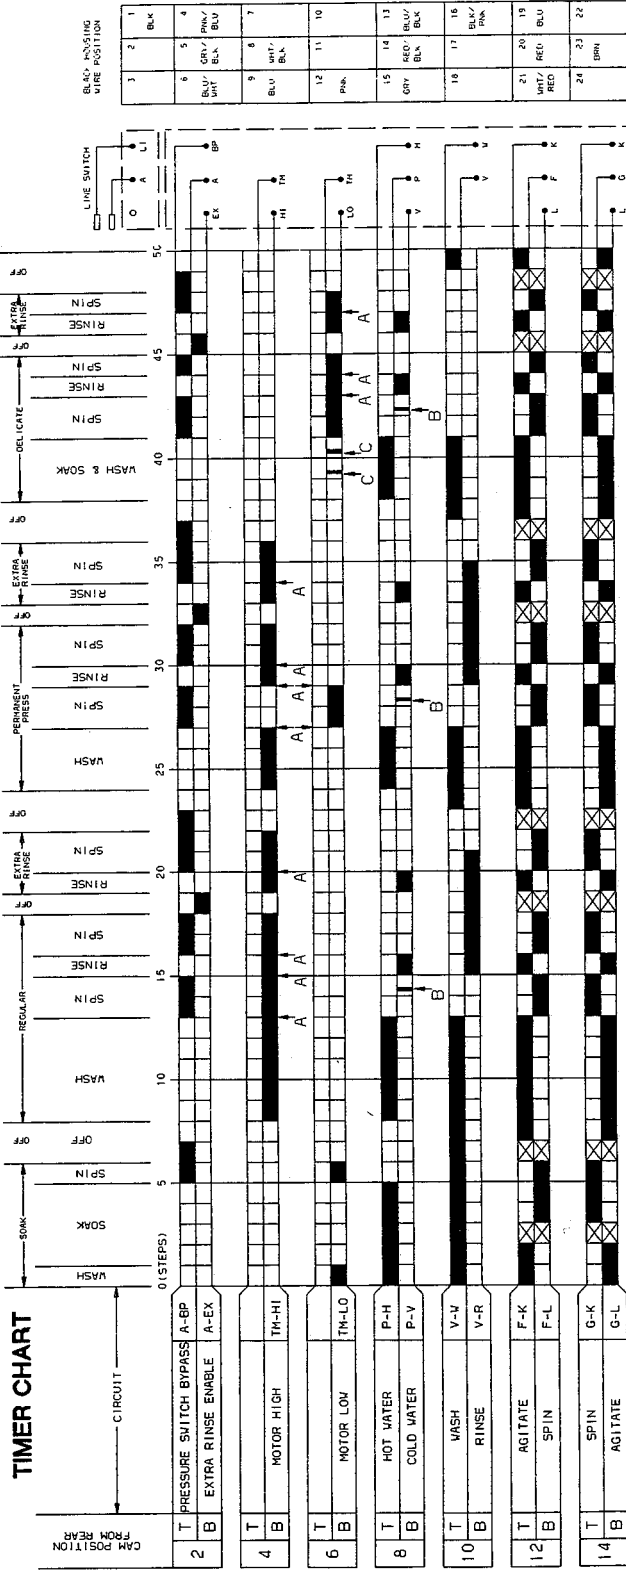 TIMER CHART
CAM POSITION
FROM REAR
CIRCUIT
SOAK
REGULAR
EXTRA
RINSE
PERMANENT
PRESS
EXTRA
RINSE
DELICATE
EXTRA
RINSE
WASH
SOAK
SPIN
OFF
OFF
WASH
SPIN
RINSE
SPIN
OFF
RINSE
SPIN
OFF
WASH
SPIN
RINSE
SPIN
OFF
RINSE
SPIN
OFF
WASH & SOAK
SPIN
RINSE
SPIN
OFF
RINSE
SPIN
OFF
0(STEPS) 5 10 15 20 25 30 35 40 45 50
LINE SWITCH
A L1
2 T PRESSURE SWITCH BYPASS A-BP
B EXTRA RINSE ENABLE A-EX
EX A BP
4 T
B MOTOR HIGH TM-HI
A A A A A A A A
HI TM
6 T
B MOTOR LOW TM-LO
C C A A A
LO TM
8 T HOT WATER P-H
B COLD WATER P-V
B B B
V P H
10 T WASH V-W
B RINSE V-R
V W
12 T AGITATE F-K
B SPIN F-L
L F K
14 T SPIN G-K
B AGITATE G-L
L G K
BLACK HOUSING
WIRE POSITION
3 2 1 BLK
6 BLU/WHT 5 GRY/BLK 4 PNK/BLU
9 BLU 8 WHT/BLK 7
12 PNK 11 10
15 GRY 14 RED/BLK 13 BLU/BLK
18 17 16 BLK/PNK
21 WHT/RED 20 RED 19 BLU
24 23 BRN 22